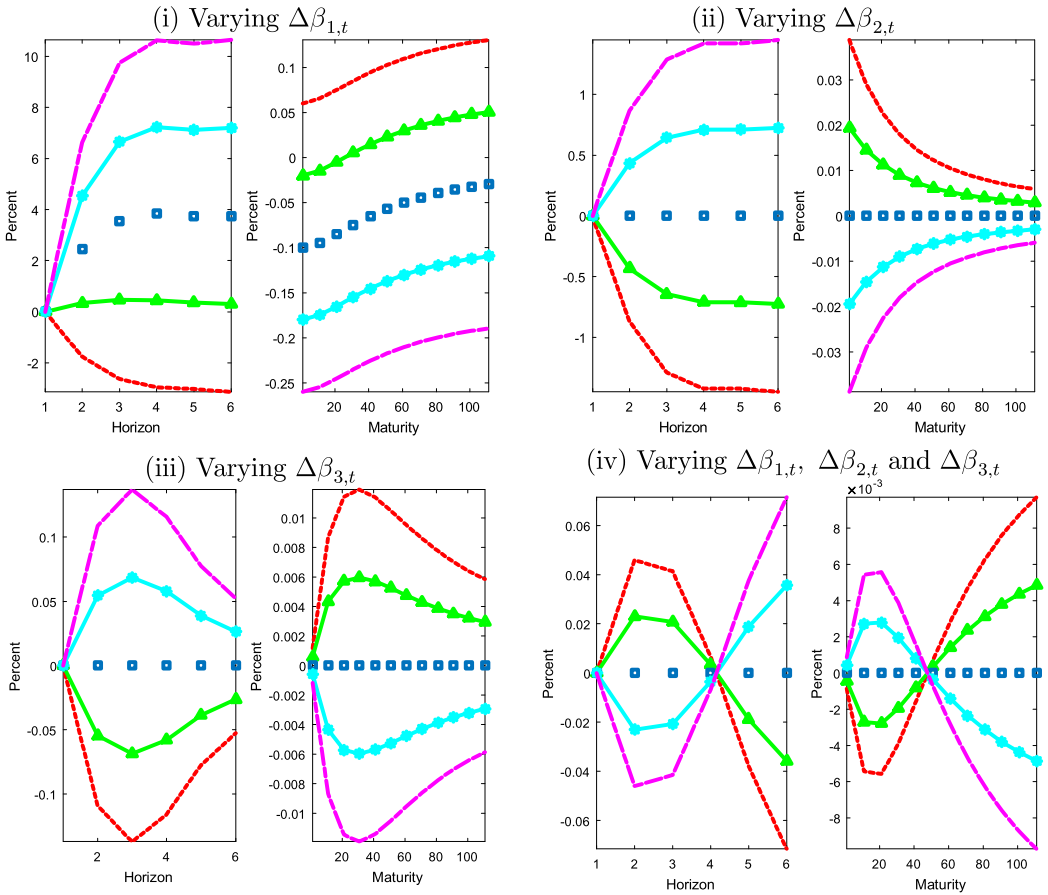 (i) Varying Δβ1,t
(ii) Varying Δβ2,t
10
8
6
4
2
0
-2
Percent
1 2 3 4 5 6
Horizon
0.1
0.05
0
-0.05
-0.1
-0.15
-0.2
-0.25
Percent
20 40 60 80 100
Maturity
1
0.5
0
-0.5
-1
Percent
1 2 3 4 5 6
Horizon
0.03
0.02
0.01
0
-0.01
-0.02
-0.03
Percent
20 40 60 80 100
Maturity
(iii) Varying Δβ3,t
(iv) Varying Δβ1,t, Δβ2,t and Δβ3,t
0.1
0.05
0
-0.05
-0.1
Percent
2 4 6
Horizon
0.01
0.008
0.006
0.004
0.002
0
-0.002
-0.004
-0.006
-0.008
-0.01
Percent
20 40 60 80 100
Maturity
0.06
0.04
0.02
0
-0.02
-0.04
-0.06
Percent
1 2 3 4 5 6
Horizon
×10⁻³
8
6
4
2
0
-2
-4
-6
-8
Percent
20 40 60 80 100
Maturity